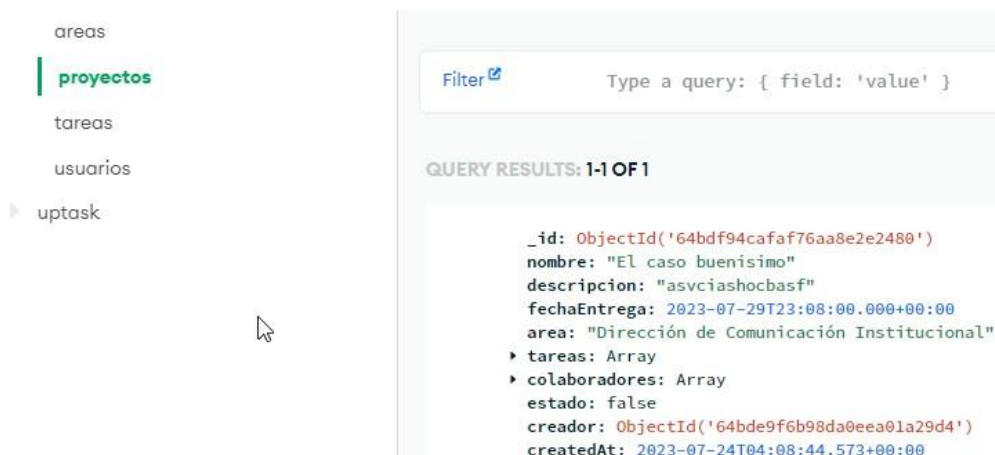 areas
proyectos
tareas
usuarios
uptask
Filter
Type a query: { field: 'value' }
QUERY RESULTS: 1-1 OF 1
_id: ObjectId('64bdf94cafaf76aa8e2e2480')
nombre: "El caso buenisimo"
descripcion: "asvciashocbasf"
fechaEntrega: 2023-07-29T23:08:00.000+00:00
area: "Dirección de Comunicación Institucional"
tareas: Array
colaboradores: Array
estado: false
creador: ObjectId('64bde9f6b98da0eea01a29d4')
createdAt: 2023-07-24T04:08:44.573+00:00